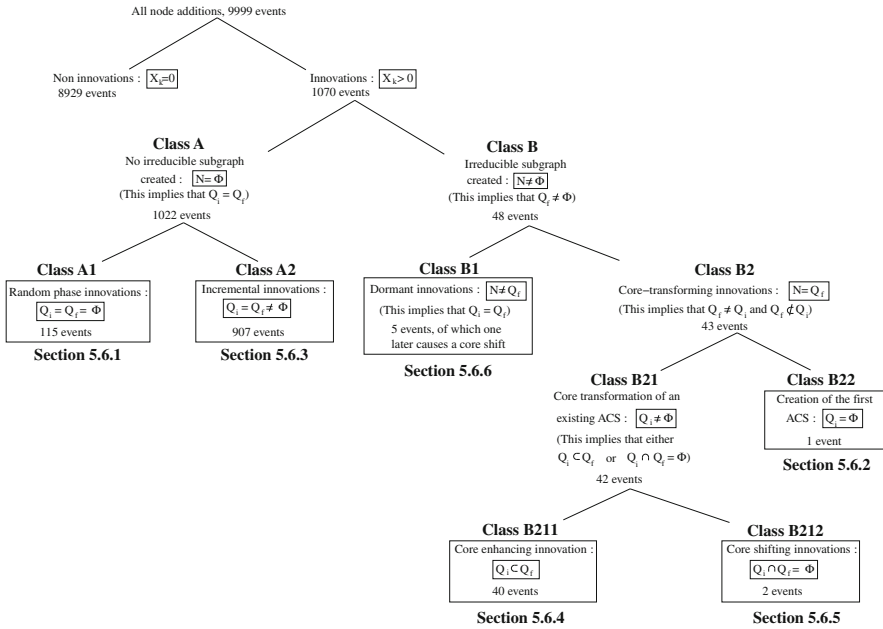 All node additions, 9999 events
Non innovations : X_k=0
8929 events
Innovations : X_k> 0
1070 events
Class A
No irreducible subgraph
created : N= Φ
(This implies that Q_i = Q_f)
1022 events
Class B
Irreducible subgraph
created : N≠ Φ
(This implies that Q_f ≠ Φ)
48 events
Class A1
Random phase innovations :
Q_i = Q_f = Φ
115 events
Section 5.6.1
Class A2
Incremental innovations :
Q_i = Q_f ≠ Φ
907 events
Section 5.6.3
Class B1
Dormant innovations : N≠ Q_f
(This implies that Q_i = Q_f)
5 events, of which one
later causes a core shift
Section 5.6.6
Class B2
Core−transforming innovations : N= Q_f
(This implies that Q_f ≠ Q_i and Q_f ⊄ Q_i)
43 events
Class B21
Core transformation of an
existing ACS : Q_i ≠ Φ
(This implies that either
Q_i ⊂ Q_f or Q_i ∩ Q_f = Φ)
42 events
Class B22
Creation of the first
ACS : Q_i = Φ
1 event
Section 5.6.2
Class B211
Core enhancing innovation :
Q_i ⊂ Q_f
40 events
Section 5.6.4
Class B212
Core shifting innovations :
Q_i ∩ Q_f = Φ
2 events
Section 5.6.5